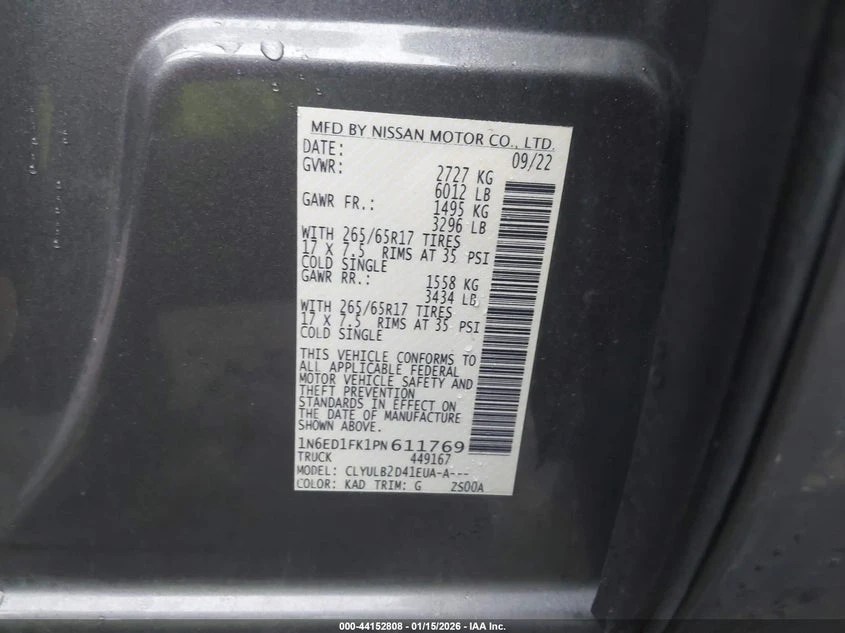 MFD BY NISSAN MOTOR CO., LTD.
DATE: 09/22
GVWR: 2727 KG
6012 LB
GAWR FR.: 1495 KG
3296 LB
WITH 265/65R17 TIRES
17 X 7.5 RIMS AT 35 PSI
COLD SINGLE
GAWR RR.: 1558 KG
3434 LB
WITH 265/65R17 TIRES
17 X 7.5 RIMS AT 35 PSI
COLD SINGLE
THIS VEHICLE CONFORMS TO
ALL APPLICABLE FEDERAL
MOTOR VEHICLE SAFETY AND
THEFT PREVENTION
STANDARDS IN EFFECT ON
THE DATE OF MANUFACTURE
SHOWN ABOVE.
1N6ED1FK1PN611769
TRUCK 449167
MODEL: CLYULB2D41EUA-A---
COLOR: KAD TRIM: G 2S00A
000-44152808 - 01/15/2026 - IAA Inc.